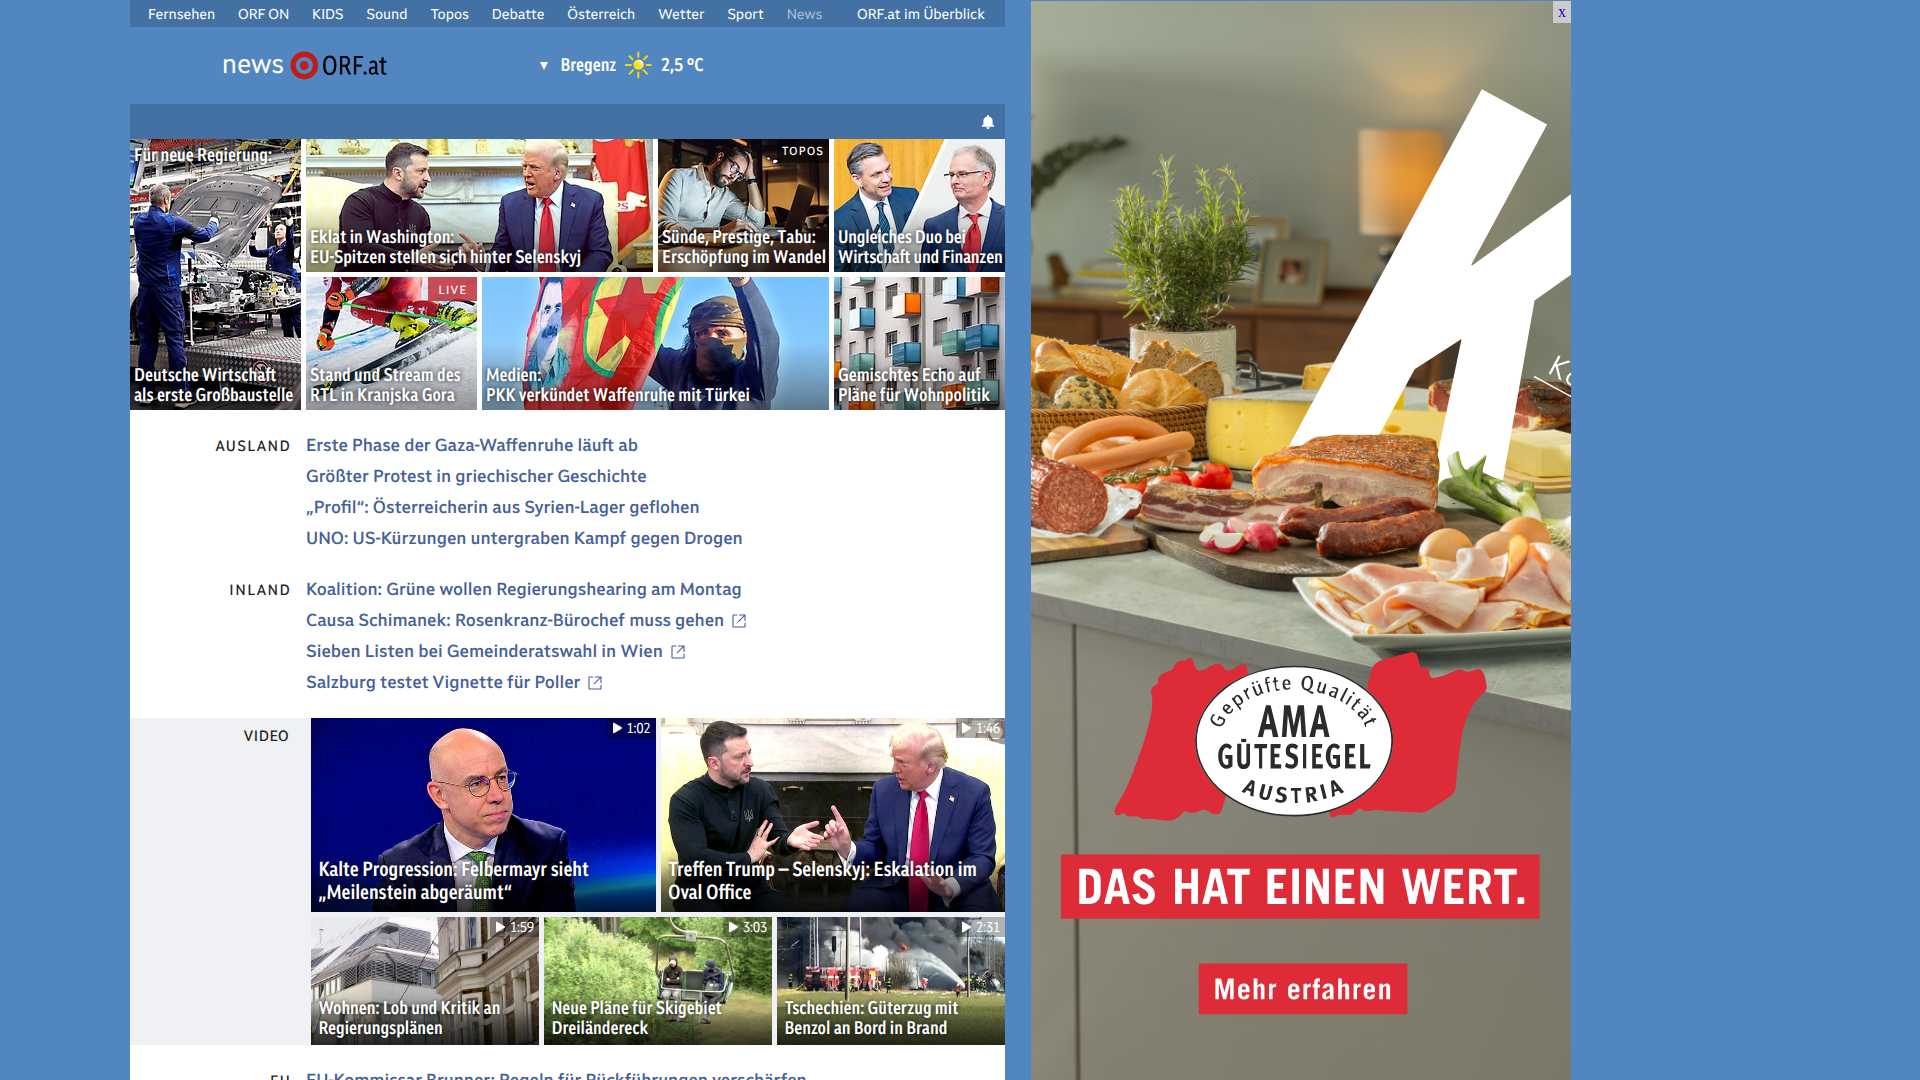 Fernsehen ORF ON KIDS Sound Topos Debatte Österreich Wetter Sport News ORF.at im Überblick
news ORF.at
▼ Bregenz 2,5 ºC
Für neue Regierung:
Deutsche Wirtschaft
als erste Großbaustelle
Eklat in Washington:
EU-Spitzen stellen sich hinter Selenskyj
TOPOS
Sünde, Prestige, Tabu:
Erschöpfung im Wandel
Ungleiches Duo bei
Wirtschaft und Finanzen
LIVE
Stand und Stream des
RTL in Kranjska Gora
Medien:
PKK verkündet Waffenruhe mit Türkei
Gemischtes Echo auf
Pläne für Wohnpolitik
AUSLAND
Erste Phase der Gaza-Waffenruhe läuft ab
Größter Protest in griechischer Geschichte
„Profil“: Österreicherin aus Syrien-Lager geflohen
UNO: US-Kürzungen untergraben Kampf gegen Drogen
INLAND
Koalition: Grüne wollen Regierungshearing am Montag
Causa Schimanek: Rosenkranz-Bürochef muss gehen
Sieben Listen bei Gemeinderatswahl in Wien
Salzburg testet Vignette für Poller
VIDEO
1:02
Kalte Progression: Felbermayr sieht
„Meilenstein abgeräumt“
1:46
Treffen Trump – Selenskyj: Eskalation im
Oval Office
1:59
Wohnen: Lob und Kritik an
Regierungsplänen
3:03
Neue Pläne für Skigebiet
Dreiländereck
2:31
Tschechien: Güterzug mit
Benzol an Bord in Brand
EU
EU-Kommissar Brunner: Regeln für Rückführungen verschärfen
x
K
Geprüfte Qualität
AMA
GÜTESIEGEL
AUSTRIA
DAS HAT EINEN WERT.
Mehr erfahren